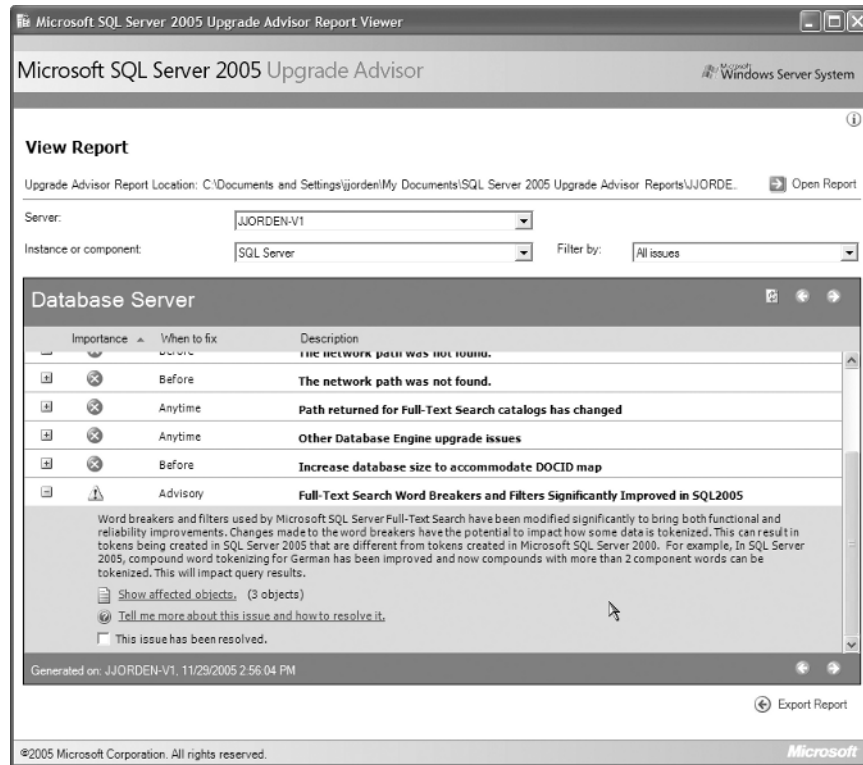 Microsoft SQL Server 2005 Upgrade Advisor Report Viewer
Microsoft SQL Server 2005 Upgrade Advisor
Microsoft
Windows Server System
View Report
Upgrade Advisor Report Location: C:\Documents and Settings\jjorden\My Documents\SQL Server 2005 Upgrade Advisor Reports\JJORDE..
Open Report
Server:
JJORDEN-V1
Instance or component:
SQL Server
Filter by:
All issues
Database Server
Importance When to fix Description
Before The network path was not found.
Before The network path was not found.
Anytime Path returned for Full-Text Search catalogs has changed
Anytime Other Database Engine upgrade issues
Before Increase database size to accommodate DOCID map
Advisory Full-Text Search Word Breakers and Filters Significantly Improved in SQL2005
Word breakers and filters used by Microsoft SQL Server Full-Text Search have been modified significantly to bring both functional and
reliability improvements. Changes made to the word breakers have the potential to impact how some data is tokenized. This can result in
tokens being created in SQL Server 2005 that are different from tokens created in Microsoft SQL Server 2000. For example, In SQL Server
2005, compound word tokenizing for German has been improved and now compounds with more than 2 component words can be
tokenized. This will impact query results.
Show affected objects. (3 objects)
Tell me more about this issue and how to resolve it.
This issue has been resolved.
Generated on: JJORDEN-V1, 11/29/2005 2:56:04 PM
Export Report
©2005 Microsoft Corporation. All rights reserved.
Microsoft